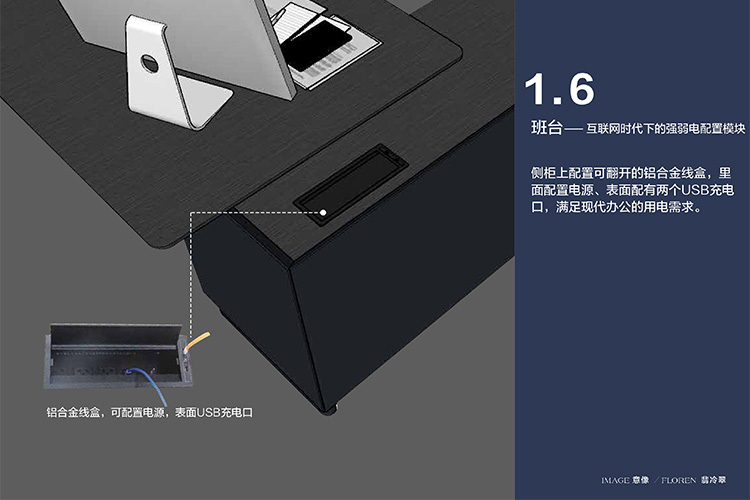 1.6
班台— 互联网时代下的强弱电配置模块
侧柜上配置可翻开的铝合金线盒，里
面配置电源、表面配有两个USB充电
口，满足现代办公的用电需求。
铝合金线盒，可配置电源，表面USB充电口
IMAGE 意像 / FLOREN 翡冷翠